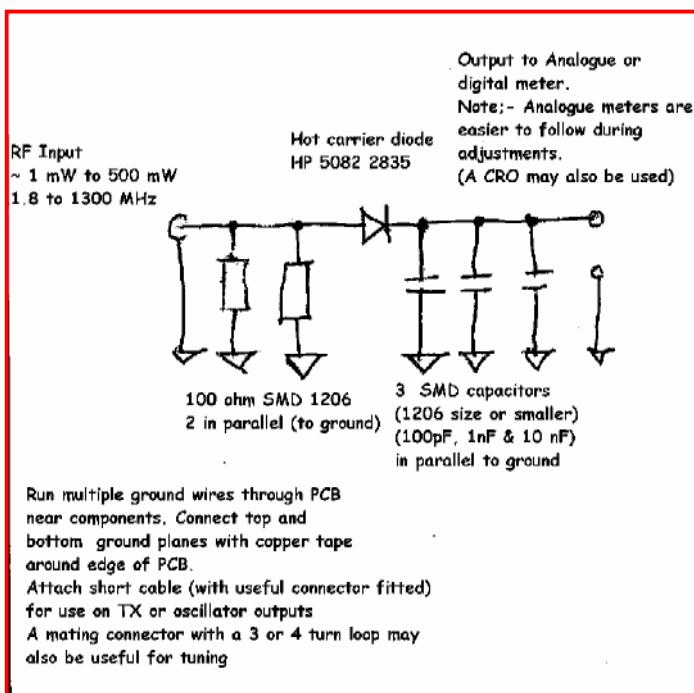 Output to Analogue or
digital meter.
Note;- Analogue meters are
easier to follow during
adjustments.
(A CRO may also be used)
Hot carrier diode
HP 5082 2835
RF Input
~ 1 mW to 500 mW
1.8 to 1300 MHz
100 ohm SMD 1206
2 in parallel (to ground)
3 SMD capacitors
(1206 size or smaller)
(100pF, 1nF & 10 nF)
in parallel to ground
Run multiple ground wires through PCB
near components. Connect top and
bottom ground planes with copper tape
around edge of PCB.
Attach short cable (with useful connector fitted)
for use on TX or oscillator outputs
A mating connector with a 3 or 4 turn loop may
also be useful for tuning